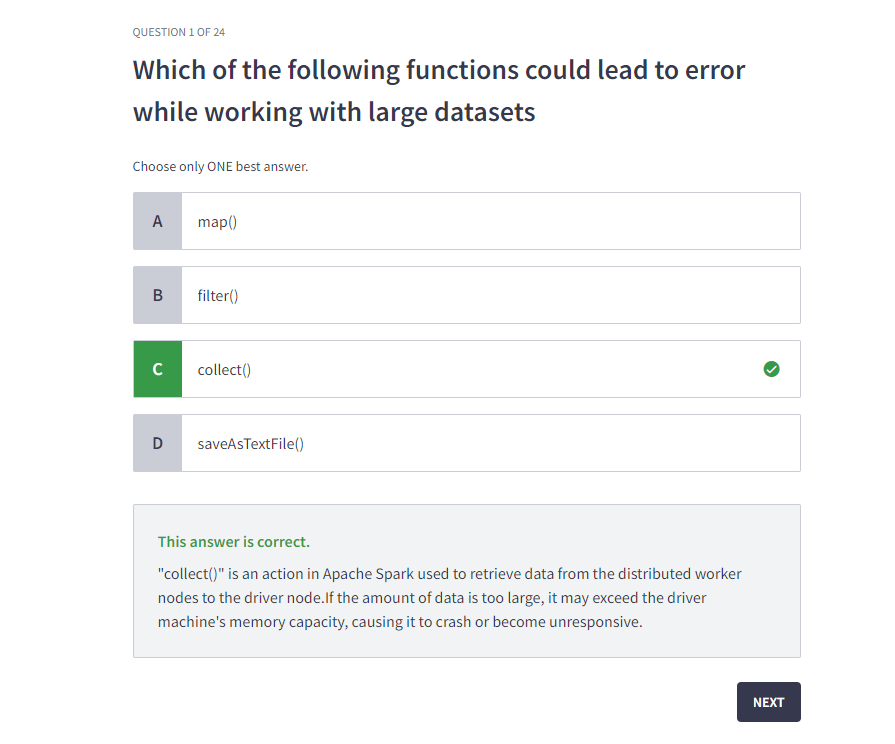 QUESTION 1 OF 24
Which of the following functions could lead to error
while working with large datasets
Choose only ONE best answer.
A
map()
B
filter()
C
collect()
D
saveAsTextFile()
This answer is correct.
"collect()" is an action in Apache Spark used to retrieve data from the distributed worker
nodes to the driver node.If the amount of data is too large, it may exceed the driver
machine's memory capacity, causing it to crash or become unresponsive.
NEXT